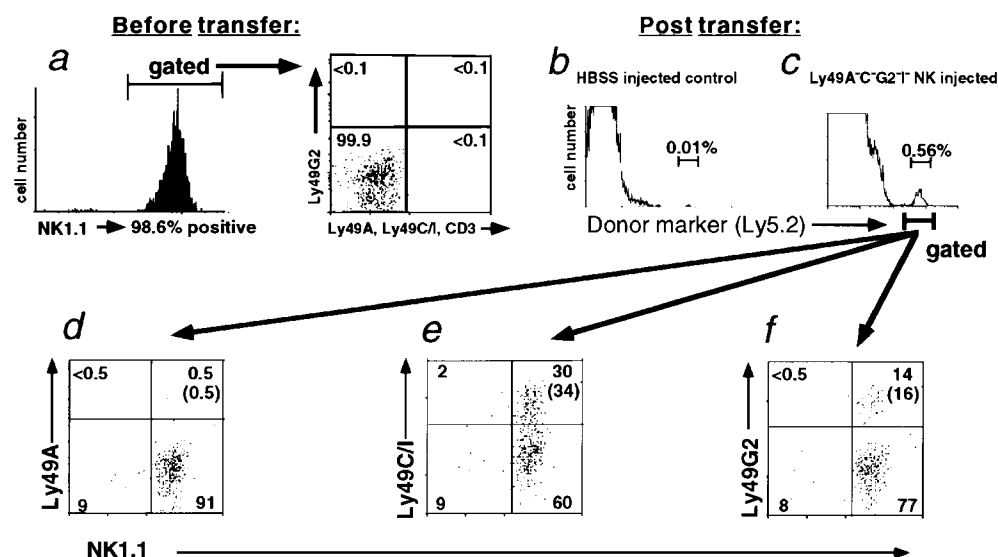 Before transfer:
Post transfer:
a
gated
<0.1
<0.1
99.9
<0.1
cell number
Ly49G2
NK1.1
98.6% positive
Ly49A, Ly49C/I, CD3
b
HBSS injected control
0.01%
cell number
c
Ly49A⁻C⁻G2⁻I⁻ NK injected
0.56%
Donor marker (Ly5.2)
gated
d
<0.5
0.5
(0.5)
9
91
Ly49A
e
2
30
(34)
9
60
Ly49C/I
f
<0.5
14
(16)
8
77
Ly49G2
NK1.1